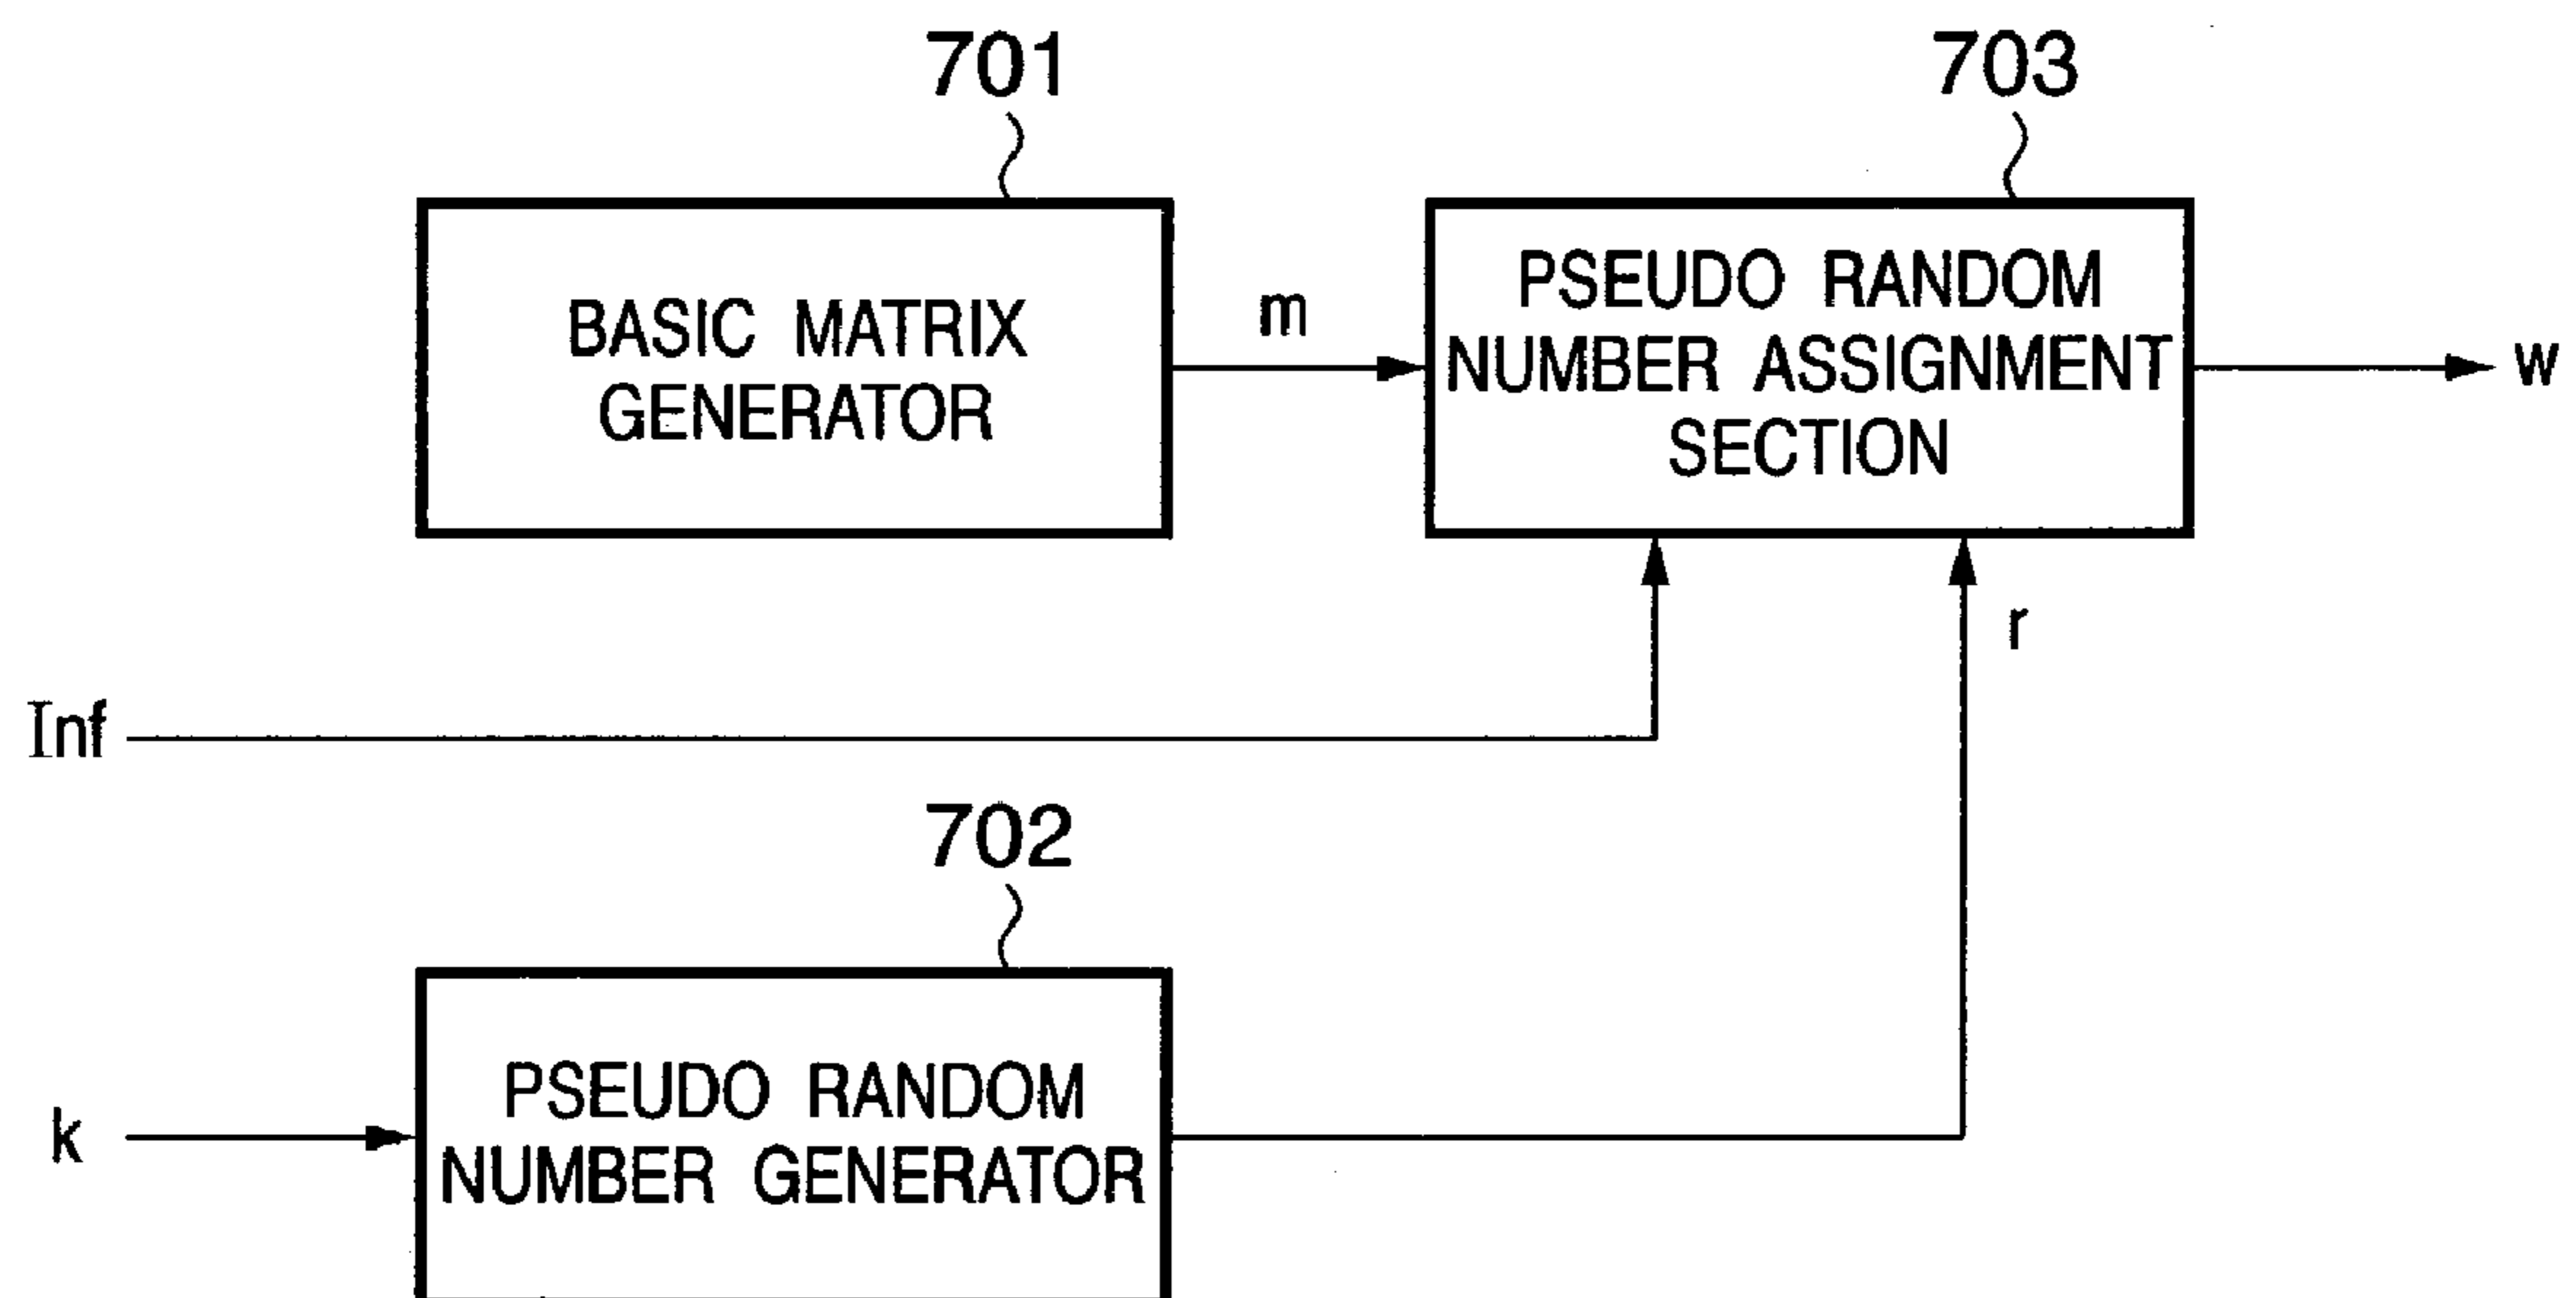 701
703
BASIC MATRIX
GENERATOR
m
PSEUDO RANDOM
NUMBER ASSIGNMENT
SECTION
w
r
Inf
702
k
PSEUDO RANDOM
NUMBER GENERATOR